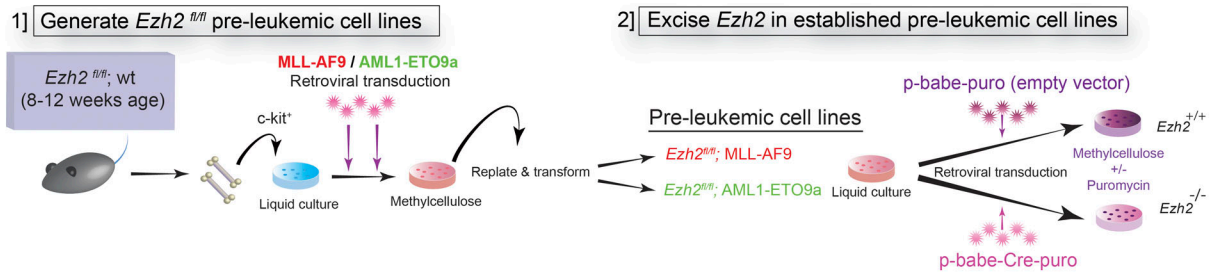 1] Generate Ezh2 fl/fl pre-leukemic cell lines
Ezh2 fl/fl; wt
(8-12 weeks age)
c-kit+
MLL-AF9 / AML1-ETO9a
Retroviral transduction
Liquid culture
Methylcellulose
Replate & transform
2] Excise Ezh2 in established pre-leukemic cell lines
Pre-leukemic cell lines
Ezh2fl/fl; MLL-AF9
Ezh2fl/fl; AML1-ETO9a
Liquid culture
p-babe-puro (empty vector)
Retroviral transduction
p-babe-Cre-puro
Ezh2+/+
Methylcellulose
+/-
Puromycin
Ezh2-/-